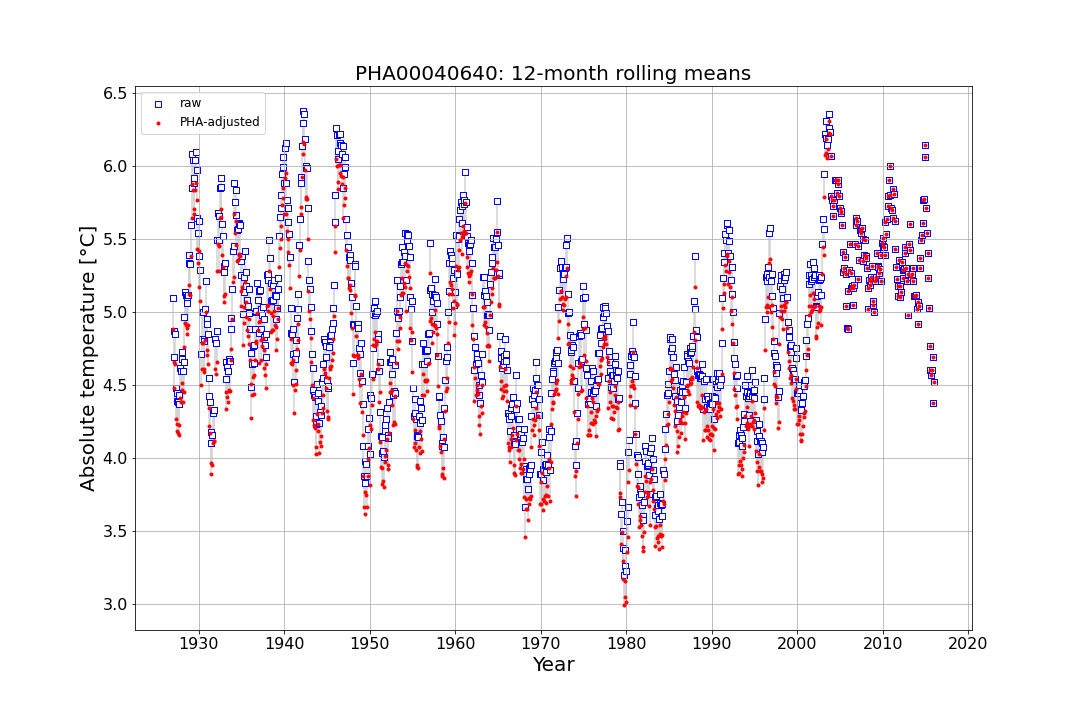 PHA00040640: 12-month rolling means
raw
PHA-adjusted
Absolute temperature [°C]
6.5
6.0
5.5
5.0
4.5
4.0
3.5
3.0
1930 1940 1950 1960 1970 1980 1990 2000 2010 2020
Year